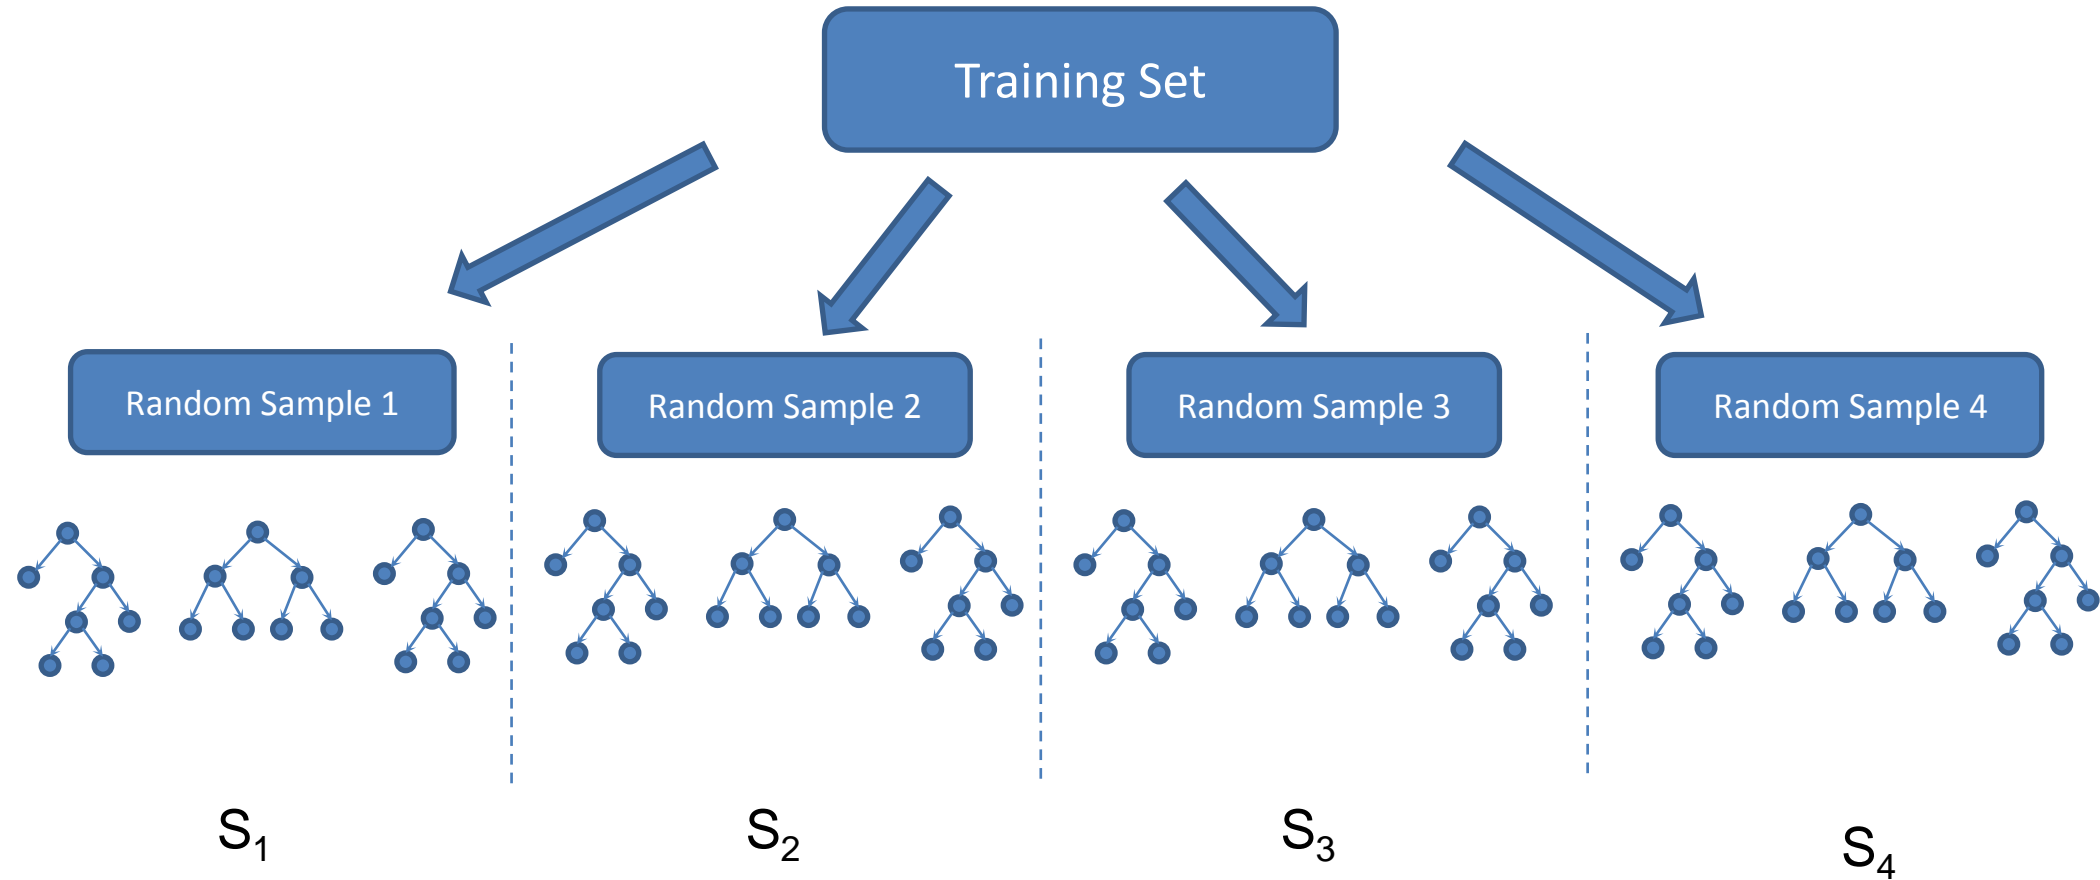 Training Set
Random Sample 1
Random Sample 2
Random Sample 3
Random Sample 4
S1
S2
S3
S4